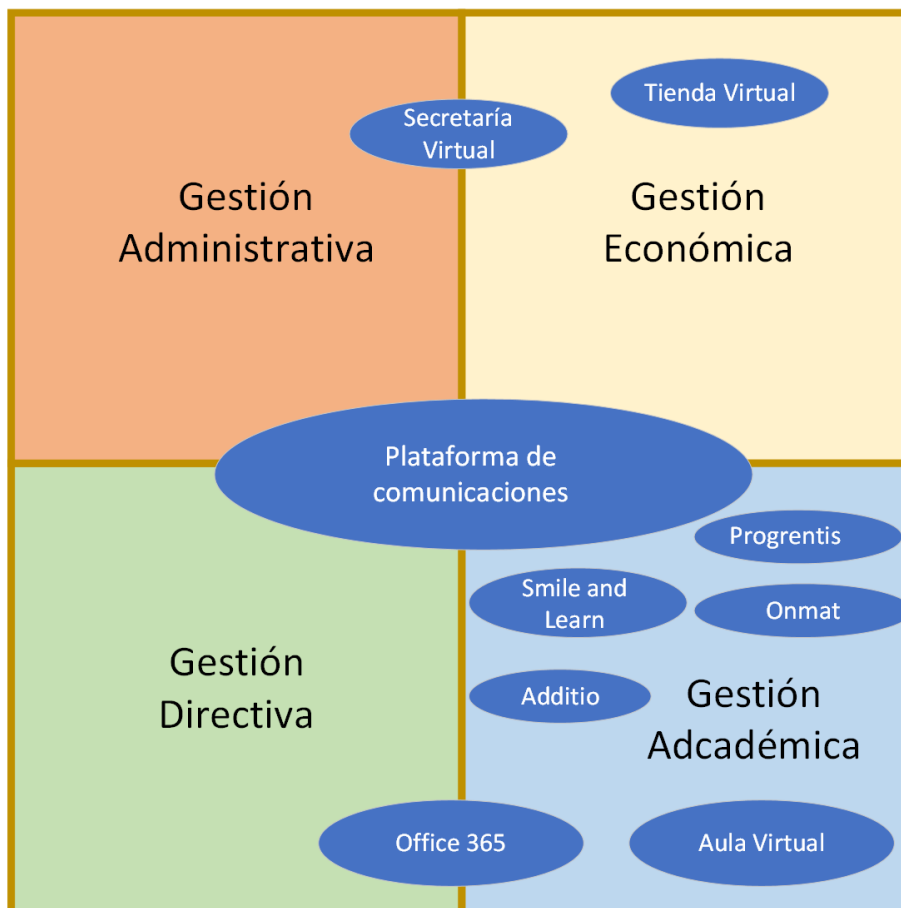 Tienda Virtual
Secretaría
Virtual
Gestión
Administrativa
Gestión
Económica
Plataforma de
comunicaciones
Progrentis
Smile and
Learn
Onmat
Gestión
Directiva
Additio
Gestión
Adcadémica
Office 365
Aula Virtual